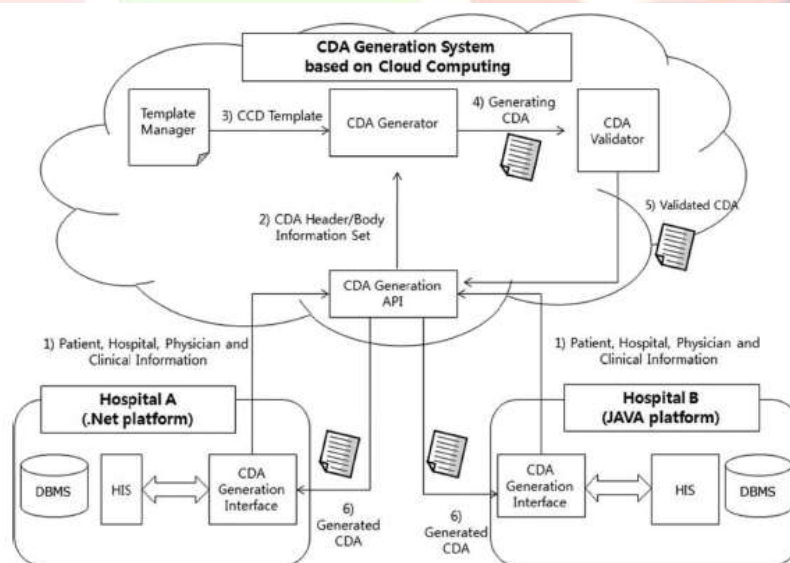 CDA Generation System
based on Cloud Computing
Template
Manager
3) CCD Template
CDA Generator
4) Generating
CDA
CDA
Validator
2) CDA Header/Body
Information Set
5) Validated CDA
CDA Generation
API
1) Patient, Hospital, Physician and
Clinical Information
1) Patient, Hospital, Physician and
Clinical Information
Hospital A
(.Net platform)
Hospital B
(JAVA platform)
DBMS
HIS
CDA
Generation
Interface
6)
Generated
CDA
6)
Generated
CDA
CDA
Generation
Interface
HIS
DBMS